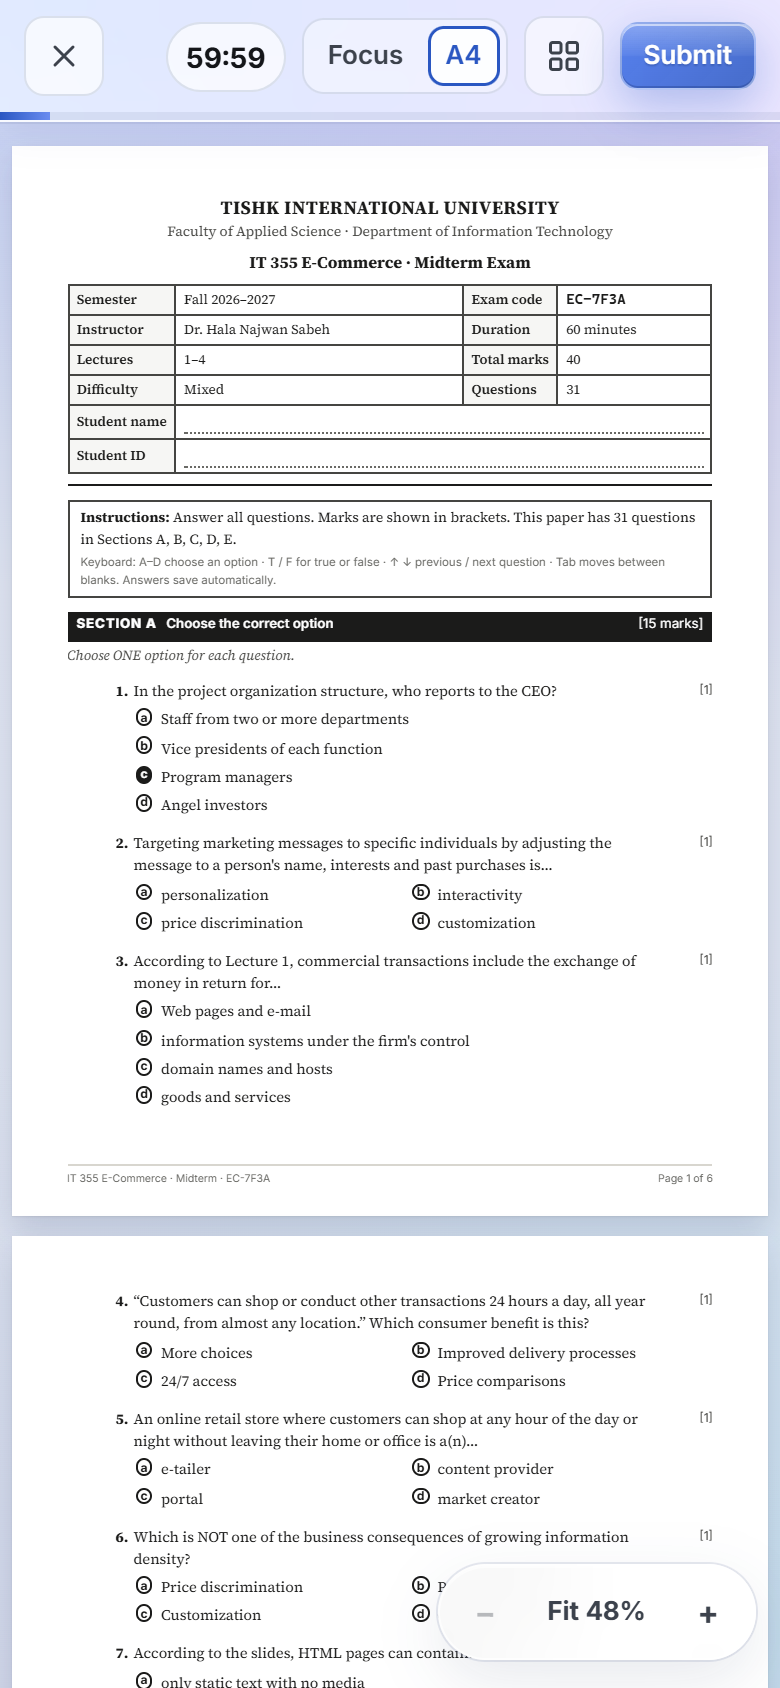 59:59
Focus
A4
Submit
TISHK INTERNATIONAL UNIVERSITY
Faculty of Applied Science · Department of Information Technology
IT 355 E-Commerce · Midterm Exam
Semester Fall 2026–2027 Exam code EC-7F3A
Instructor Dr. Hala Najwan Sabeh Duration 60 minutes
Lectures 1–4 Total marks 40
Difficulty Mixed Questions 31
Student name
Student ID
Instructions: Answer all questions. Marks are shown in brackets. This paper has 31 questions
in Sections A, B, C, D, E.
Keyboard: A–D choose an option · T / F for true or false · ↑ ↓ previous / next question · Tab moves between
blanks. Answers save automatically.
SECTION A Choose the correct option [15 marks]
Choose ONE option for each question.
1. In the project organization structure, who reports to the CEO? [1]
a Staff from two or more departments
b Vice presidents of each function
c Program managers
d Angel investors
2. Targeting marketing messages to specific individuals by adjusting the [1]
message to a person's name, interests and past purchases is...
a personalization b interactivity
c price discrimination d customization
3. According to Lecture 1, commercial transactions include the exchange of [1]
money in return for...
a Web pages and e-mail
b information systems under the firm's control
c domain names and hosts
d goods and services
IT 355 E-Commerce · Midterm · EC-7F3A Page 1 of 6
4. “Customers can shop or conduct other transactions 24 hours a day, all year [1]
round, from almost any location.” Which consumer benefit is this?
a More choices b Improved delivery processes
c 24/7 access d Price comparisons
5. An online retail store where customers can shop at any hour of the day or [1]
night without leaving their home or office is a(n)...
a e-tailer b content provider
c portal d market creator
6. Which is NOT one of the business consequences of growing information [1]
density?
a Price discrimination b
c Customization d
− Fit 48% +
7. According to the slides, HTML pages can
a only static text with no media